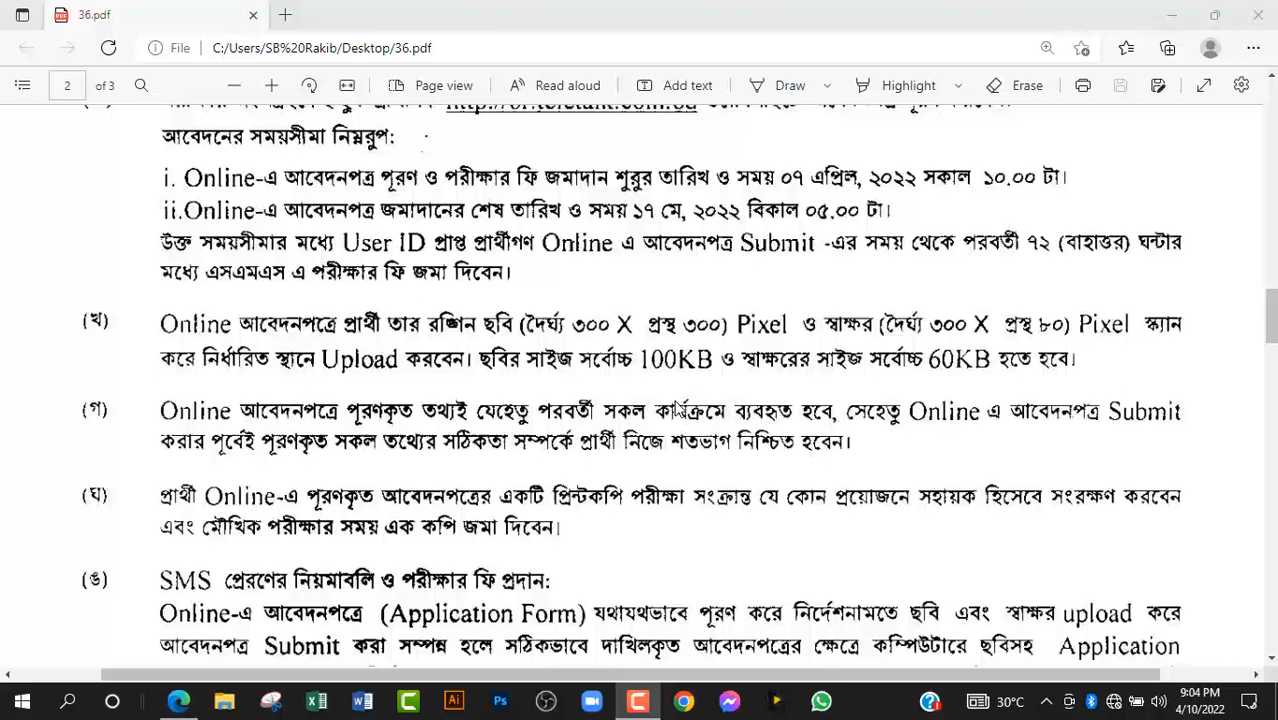 36.pdf
File C:/Users/SB%20Rakib/Desktop/36.pdf
2 of 3 Page view Read aloud Add text Draw Highlight Erase
আবেদনের সময়সীমা নিম্নরুপ:
i. Online-এ আবেদনপত্র পূরণ ও পরীক্ষার ফি জমাদান শুরুর তারিখ ও সময় ০৭ এপ্রিল, ২০২২ সকাল ১০.০০ টা।
ii.Online-এ আবেদনপত্র জমাদানের শেষ তারিখ ও সময় ১৭ মে, ২০২২ বিকাল ০৫.০০ টা।
উক্ত সময়সীমার মধ্যে User ID প্রাপ্ত প্রার্থীগণ Online এ আবেদনপত্র Submit -এর সময় থেকে পরবর্তী ৭২ (বাহাত্তর) ঘন্টার
মধ্যে এসএমএস এ পরীক্ষার ফি জমা দিবেন।
(খ) Online আবেদনপত্রে প্রার্থী তার রঙ্গিন ছবি (দৈর্ঘ্য ৩০০ X প্রস্থ ৩০০) Pixel ও স্বাক্ষর (দৈর্ঘ্য ৩০০ X প্রস্থ ৮০) Pixel স্ক্যান
করে নির্ধারিত স্থানে Upload করবেন। ছবির সাইজ সর্বোচ্চ 100KB ও স্বাক্ষরের সাইজ সর্বোচ্চ 60KB হতে হবে।
(গ) Online আবেদনপত্রে পূরণকৃত তথ্যই যেহেতু পরবর্তী সকল কার্যক্রমে ব্যবহৃত হবে, সেহেতু Online এ আবেদনপত্র Submit
করার পূর্বেই পূরণকৃত সকল তথ্যের সঠিকতা সম্পর্কে প্রার্থী নিজে শতভাগ নিশ্চিত হবেন।
(ঘ) প্রার্থী Online-এ পূরণকৃত আবেদনপত্রের একটি প্রিন্টকপি পরীক্ষা সংক্রান্ত যে কোন প্রয়োজনে সহায়ক হিসেবে সংরক্ষণ করবেন
এবং মৌখিক পরীক্ষার সময় এক কপি জমা দিবেন।
(ঙ) SMS প্রেরণের নিয়মাবলি ও পরীক্ষার ফি প্রদান:
Online-এ আবেদনপত্রে (Application Form) যথাযথভাবে পূরণ করে নির্দেশনামতে ছবি এবং স্বাক্ষর upload করে
আবেদনপত্র Submit করা সম্পন্ন হলে সঠিকভাবে দাখিলকৃত আবেদনপত্রের ক্ষেত্রে কম্পিউটারে ছবিসহ Application
30°C 9:04 PM
4/10/2022